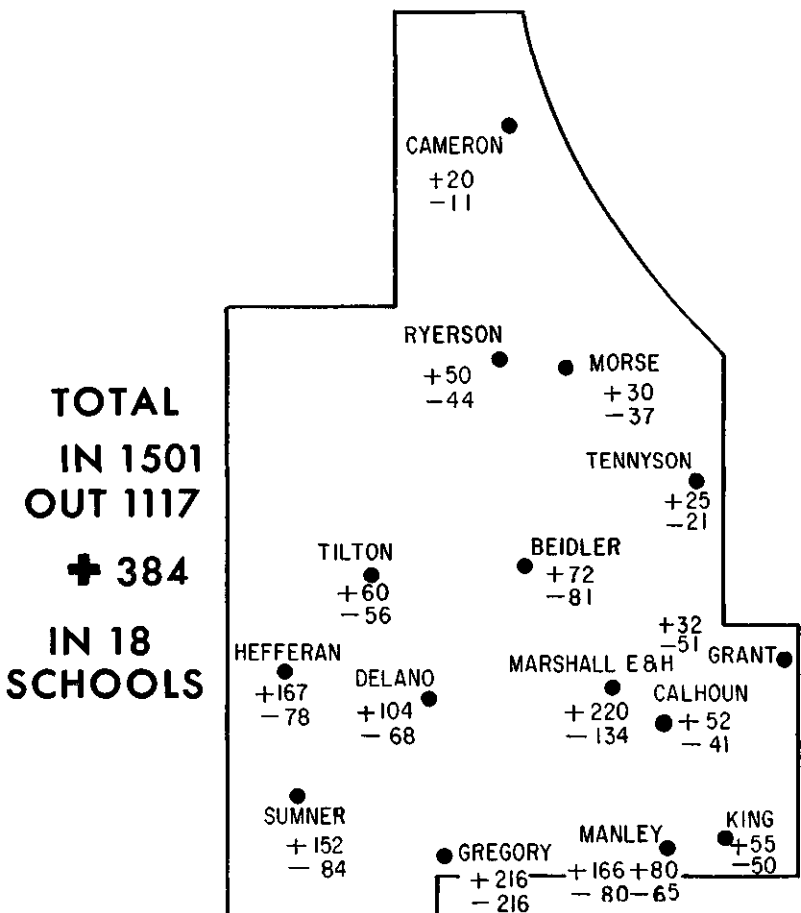 CAMERON
+20
-11
RYERSON
+50
-44
MORSE
+30
-37
TOTAL
IN 1501
OUT 1117
+ 384
IN 18
SCHOOLS
TENNYSON
+25
-21
TILTON
+60
-56
BEIDLER
+72
-81
HEFFERAN
+167
-78
DELANO
+104
-68
MARSHALL E&H
+220
-134
+32
-51
GRANT
CALHOUN
+52
-41
SUMNER
+152
-84
GREGORY
+216
-216
MANLEY
+166 +80
-80 -65
KING
+55
-50